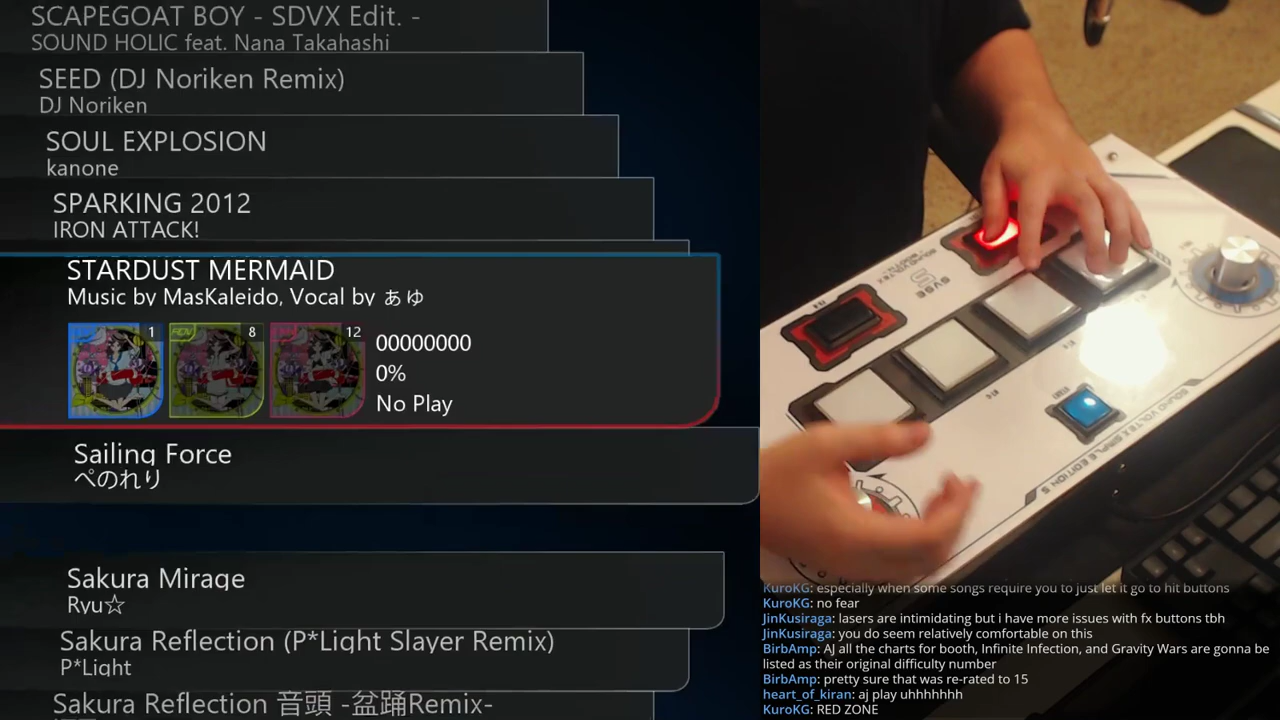 SCAPEGOAT BOY - SDVX Edit. -
SOUND HOLIC feat. Nana Takahashi
SEED (DJ Noriken Remix)
DJ Noriken
SOUL EXPLOSION
kanone
SPARKING 2012
IRON ATTACK!
STARDUST MERMAID
Music by MasKaleido, Vocal by あゆ
1
ADV 8
12
00000000
0%
No Play
Sailing Force
ぺのれり
Sakura Mirage
Ryu☆
Sakura Reflection (P*Light Slayer Remix)
P*Light
Sakura Reflection 音頭 -盆踊Remix-
START
SOUND VOLTEX SIMPLE EDITION S
SVSE
KuroKG: especially when some songs require you to just let it go to hit buttons
KuroKG: no fear
JinKusiraga: lasers are intimidating but i have more issues with fx buttons tbh
JinKusiraga: you do seem relatively comfortable on this
BirbAmp: AJ all the charts for booth, Infinite Infection, and Gravity Wars are gonna be
listed as their original difficulty number
BirbAmp: pretty sure that was re-rated to 15
heart_of_kiran: aj play uhhhhhhh
KuroKG: RED ZONE